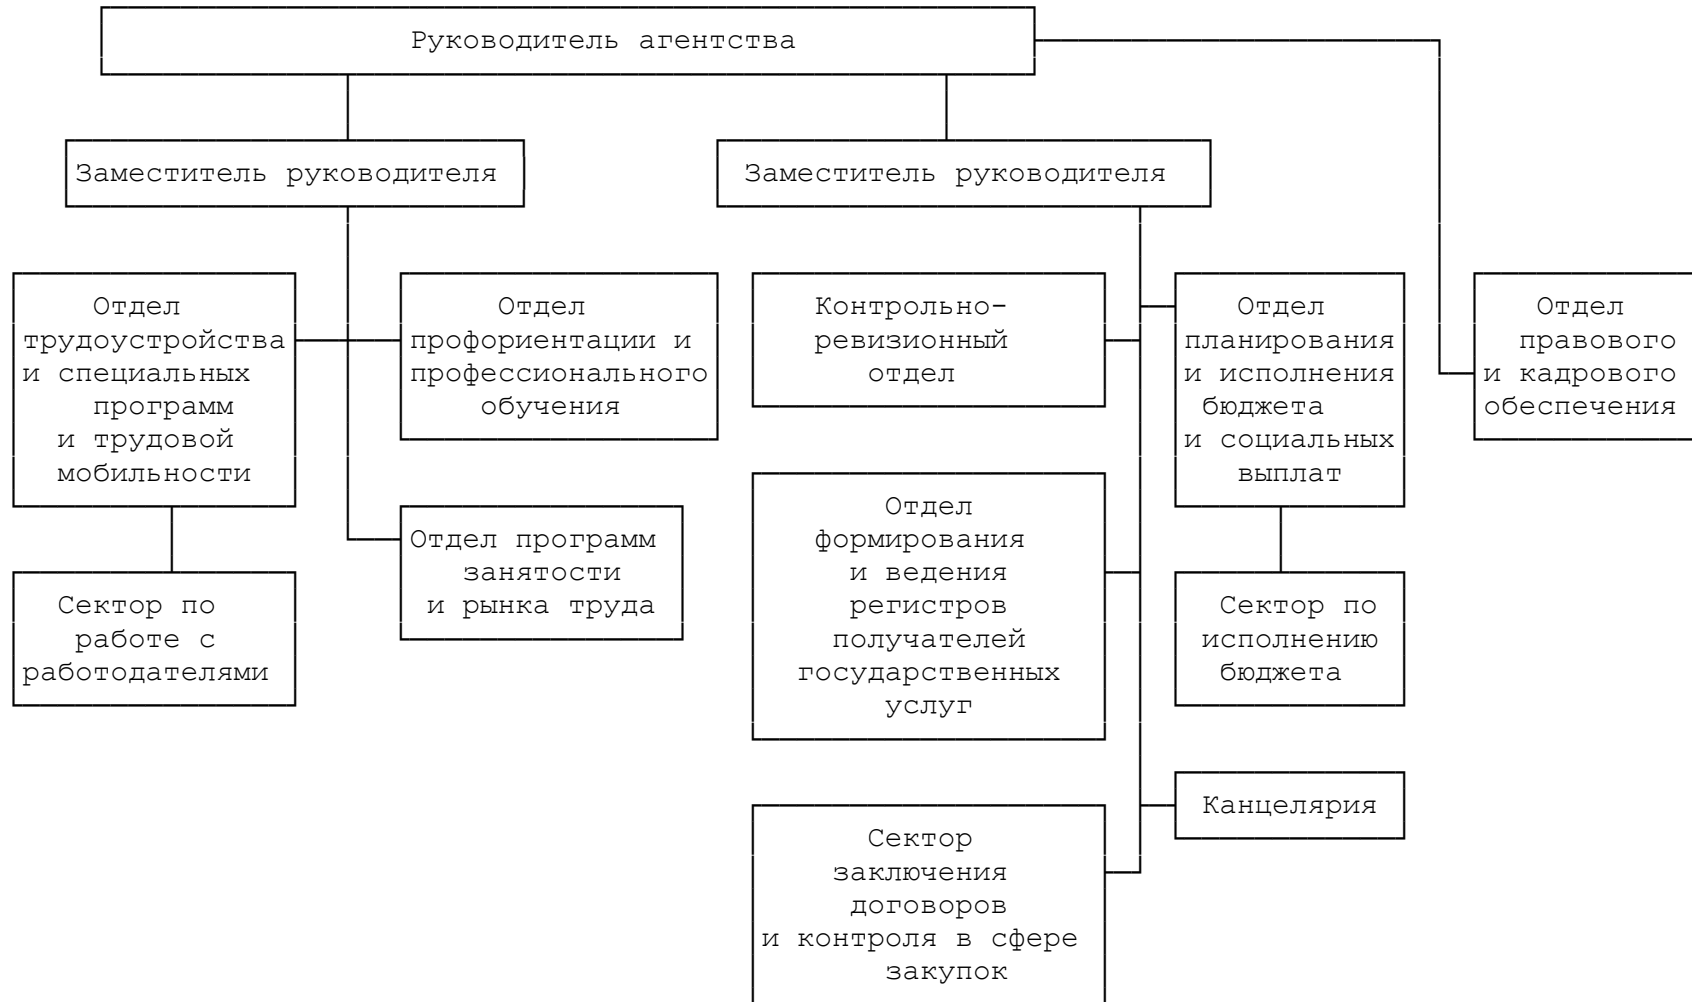 Руководитель агентства
Заместитель руководителя
Заместитель руководителя
Отдел
трудоустройства
и специальных
программ
и трудовой
мобильности
Отдел
профориентации и
профессионального
обучения
Контрольно-
ревизионный
отдел
Отдел
планирования
и исполнения
бюджета
и социальных
выплат
Отдел
правового
и кадрового
обеспечения
Отдел программ
занятости
и рынка труда
Отдел
формирования
и ведения
регистров
получателей
государственных
услуг
Сектор по
работе с
работодателями
Сектор по
исполнению
бюджета
Канцелярия
Сектор
заключения
договоров
и контроля в сфере
закупок